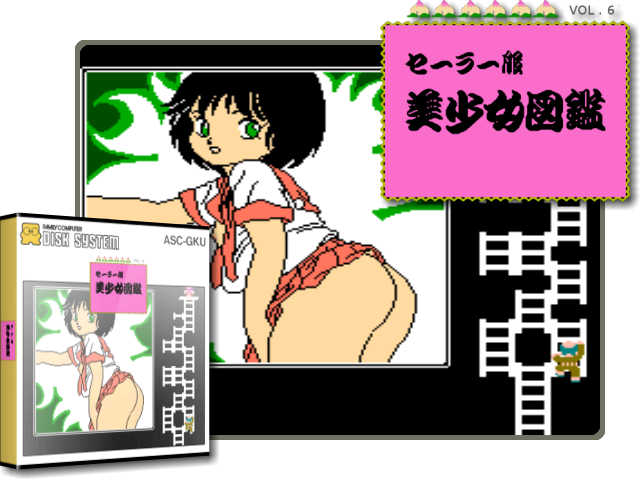 VOL. 6
セーラー服
美少女図鑑
FAMILY COMPUTER
DISK SYSTEM
ASC-GKU
セーラー服
美少女図鑑